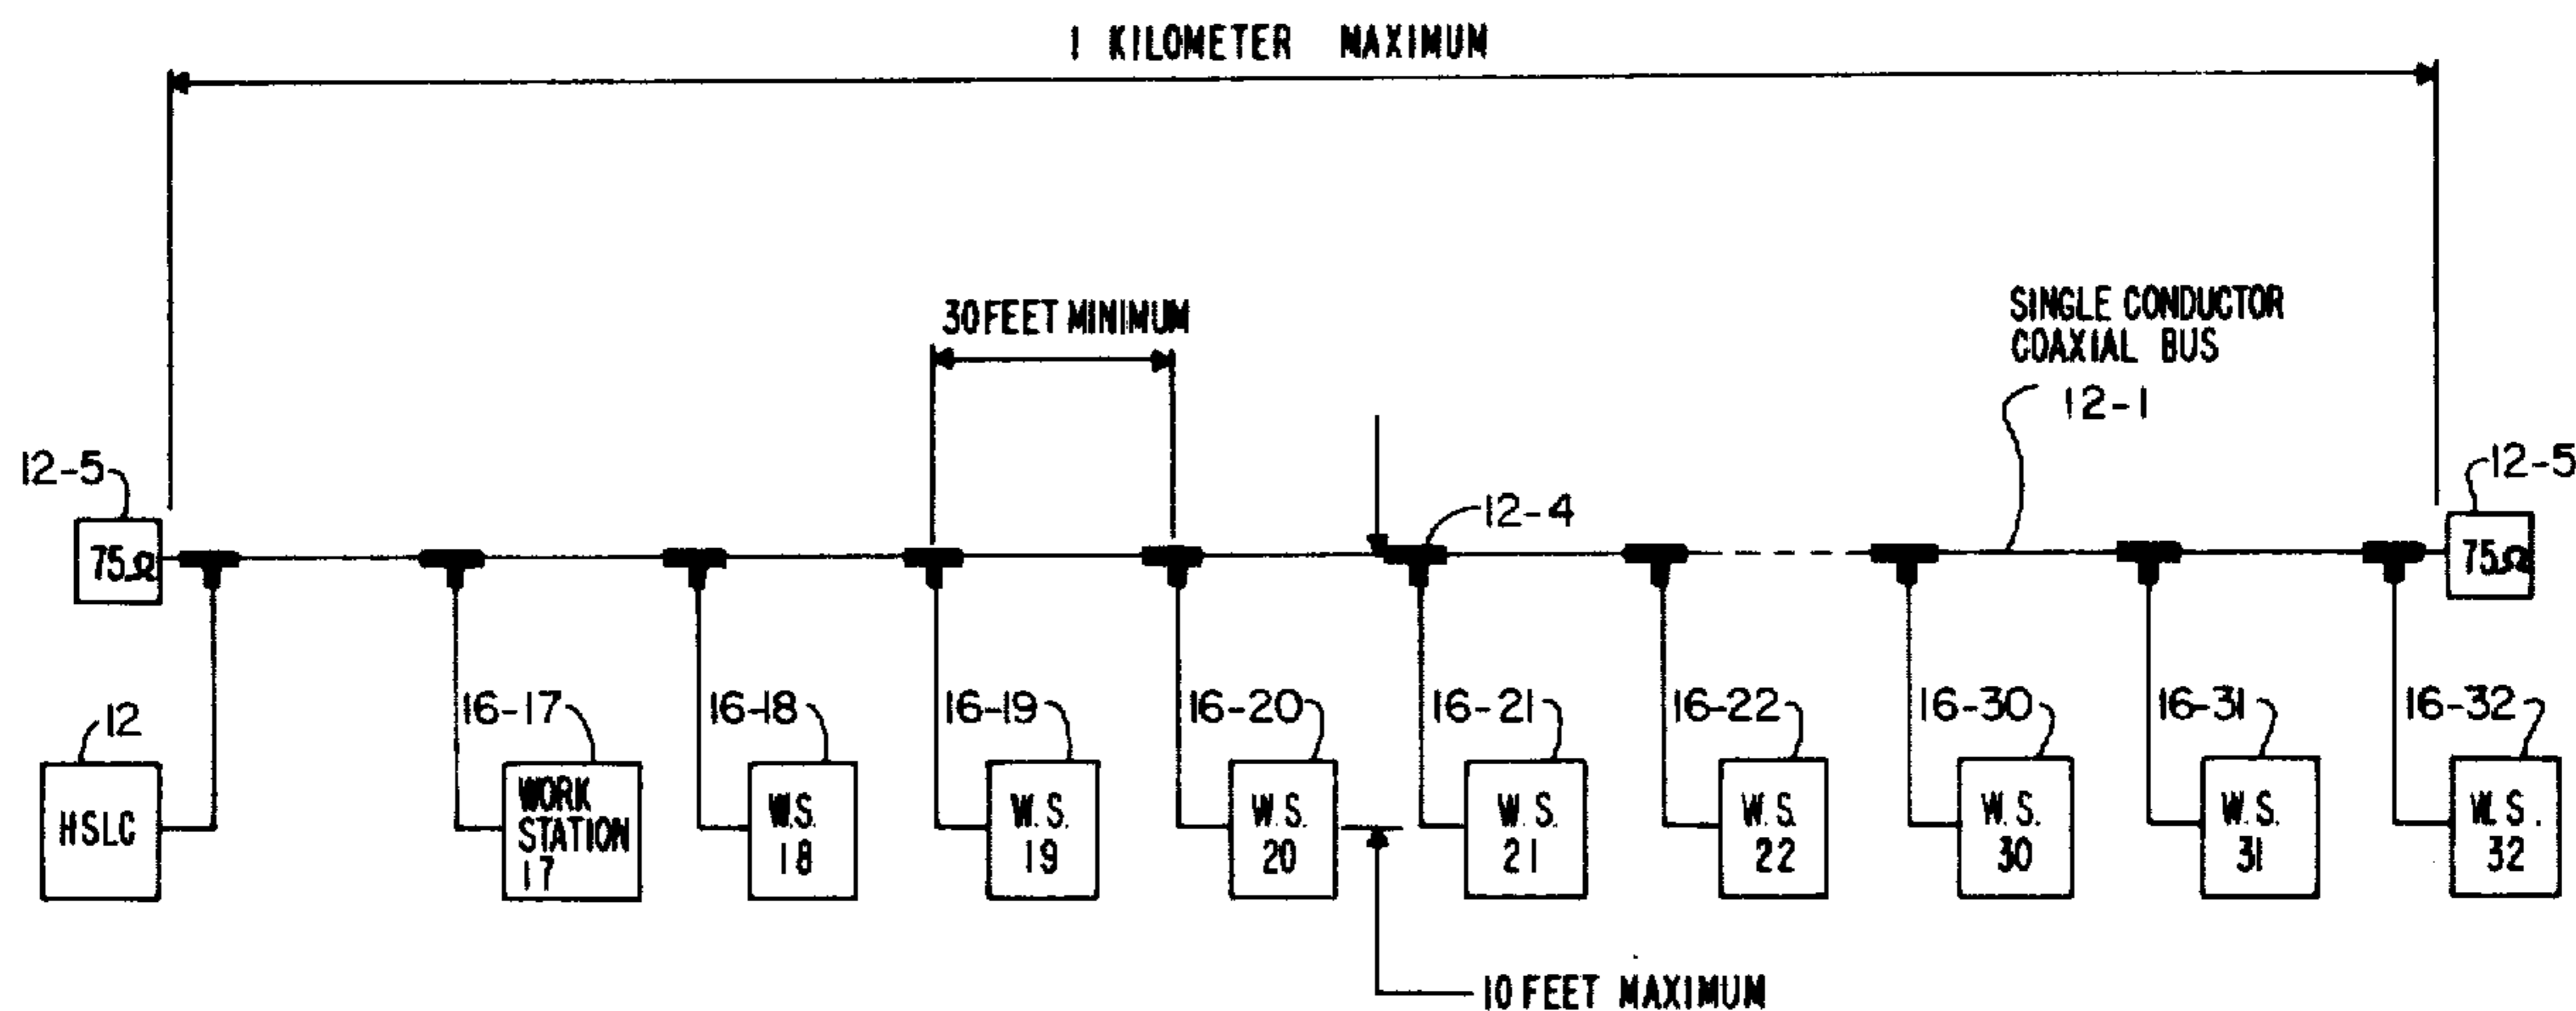 1 KILOMETER MAXIMUM
30 FEET MINIMUM
SINGLE CONDUCTOR
COAXIAL BUS
12-1
12-5
12-4
12-5
75Ω
75Ω
12
16-17
16-18
16-19
16-20
16-21
16-22
16-30
16-31
16-32
HSLC
WORK
STATION
17
W.S.
18
W.S.
19
W.S.
20
W.S.
21
W.S.
22
W.S.
30
W.S.
31
W.S.
32
10 FEET MAXIMUM